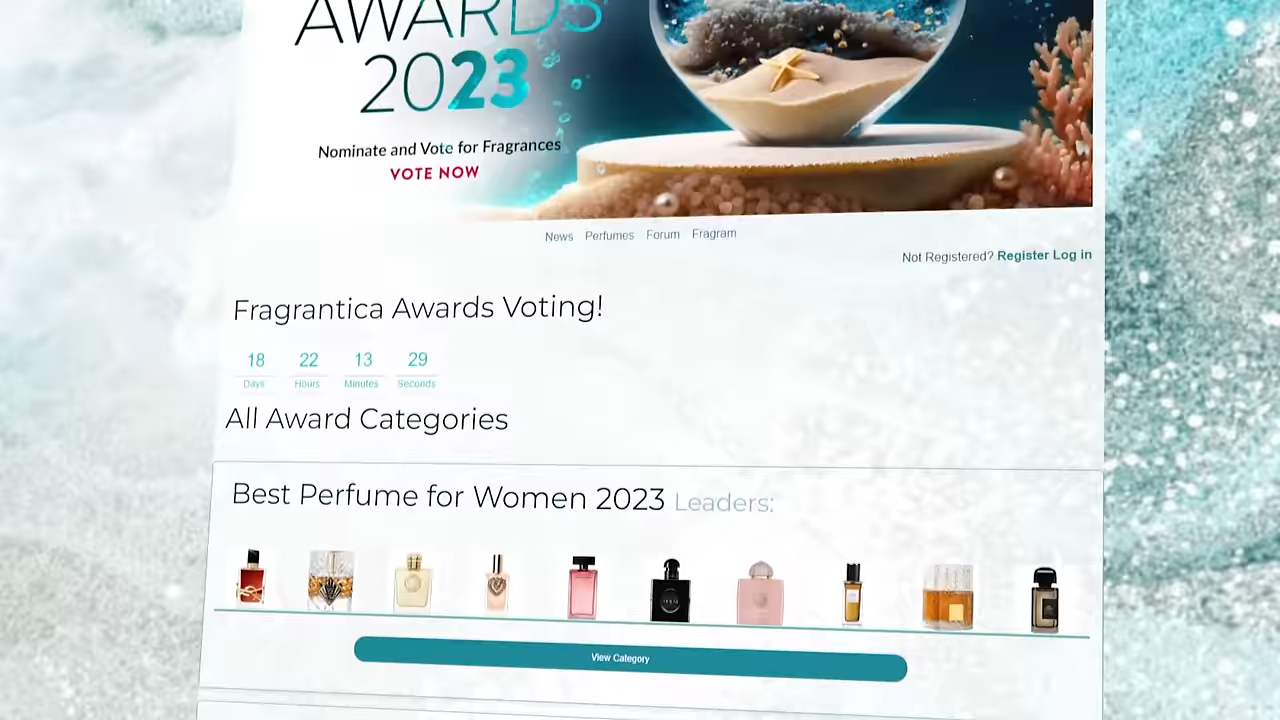 AWARDS
2023
Nominate and Vote for Fragrances
VOTE NOW
News Perfumes Forum Fragram
Not Registered? Register Log in
Fragrantica Awards Voting!
18 22 13 29
Days Hours Minutes Seconds
All Award Categories
Best Perfume for Women 2023 Leaders:
View Category